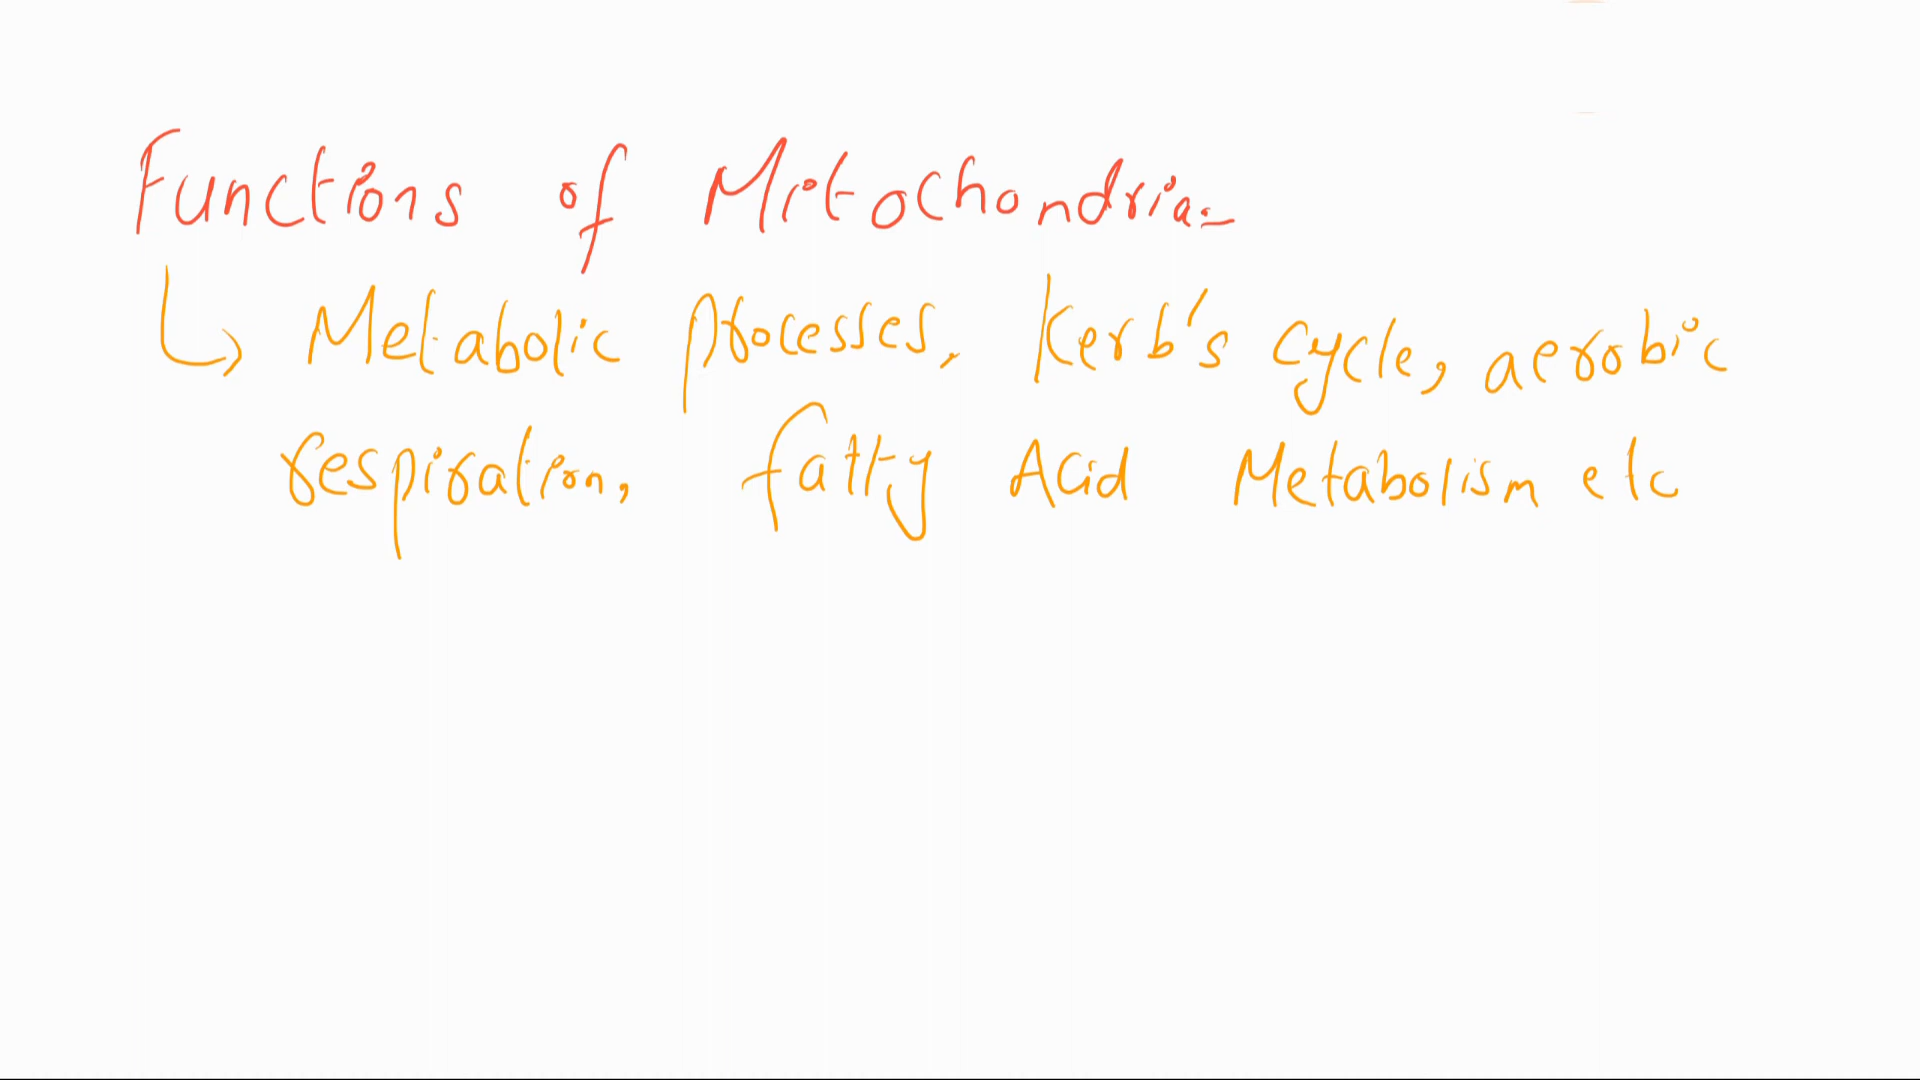 Functions of Mitochondria:-
↳ Metabolic processes, Kerb's cycle, aerobic
respiration, fatty Acid Metabolism etc